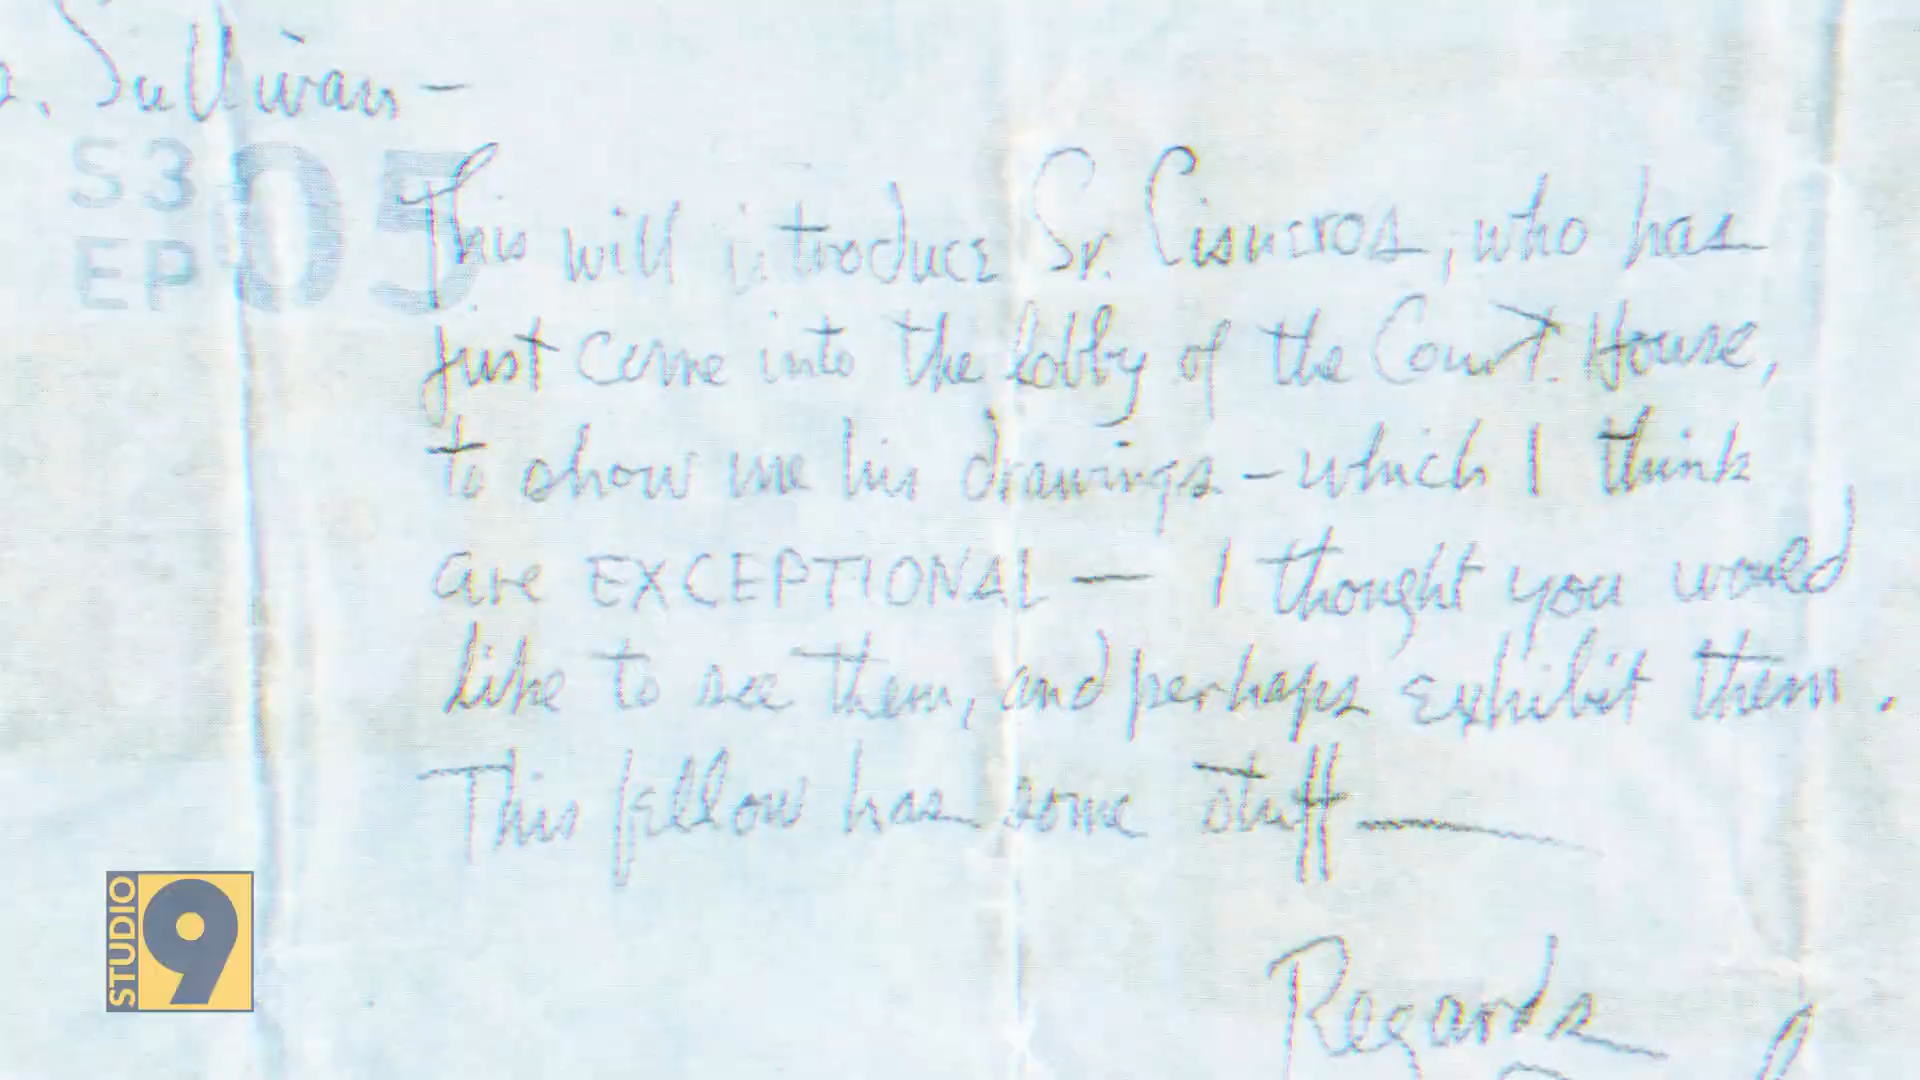 . Sullivan —
S3
EP
05
This will introduce Sr. Cisneros, who has
just come into the lobby of the Court House,
to show me his drawings - which I think
are EXCEPTIONAL — I thought you would
like to see them, and perhaps exhibit them.
This fellow has some stuff —
Regards
STUDIO
9